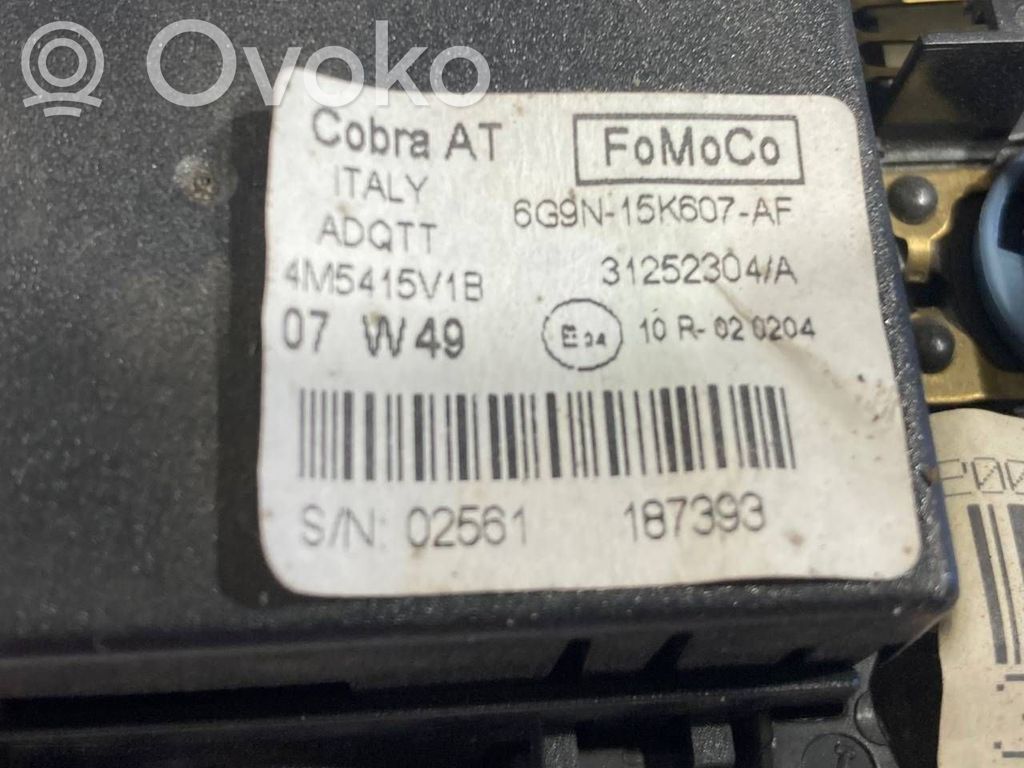 Ovoko
Cobra AT
FoMoCo
ITALY
6G9N-15K607-AF
ADQTT
4M5415V1B
31252304/A
07 W49
E24 10 R- 02 0204
S/N: 02561 187393